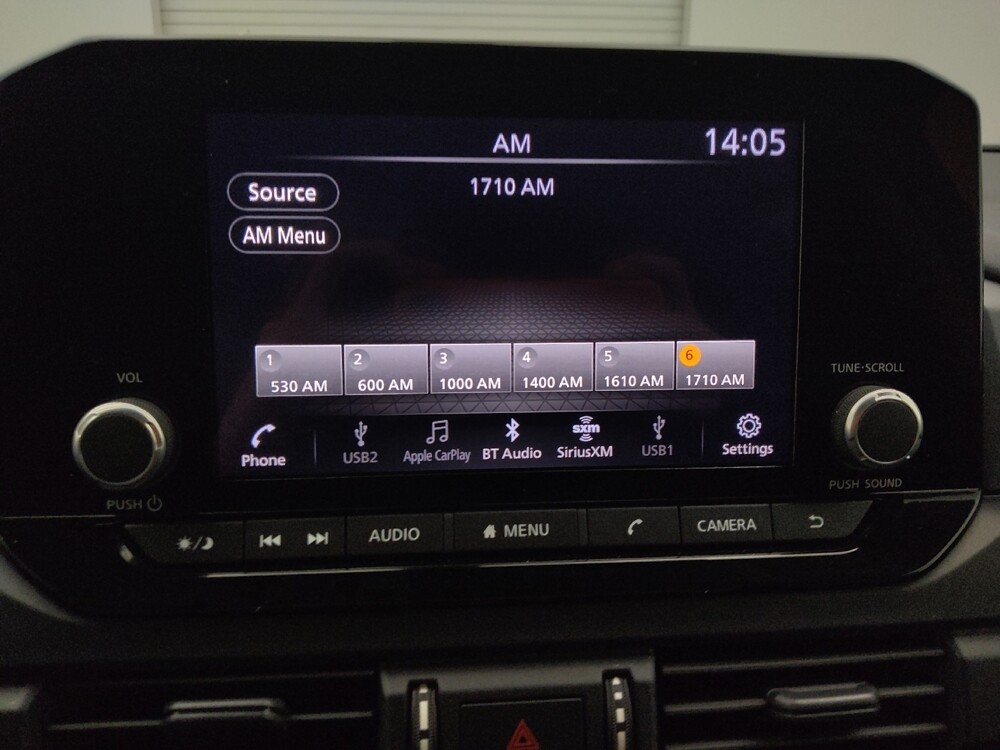 AM
14:05
Source
1710 AM
AM Menu
1
2
3
4
5
6
530 AM
600 AM
1000 AM
1400 AM
1610 AM
1710 AM
VOL
TUNE·SCROLL
Phone
USB2
Apple CarPlay
BT Audio
sxm
SiriusXM
USB1
Settings
PUSH
PUSH SOUND
AUDIO
MENU
CAMERA